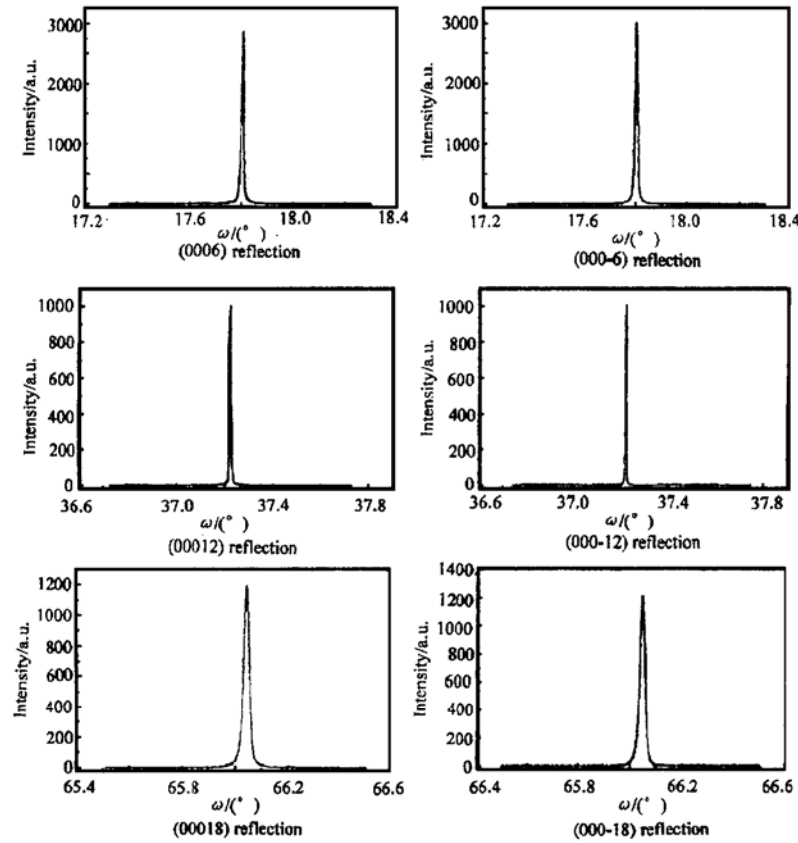 Intensity/a.u.
3000
2000
1000
0
17.2 17.6 18.0 18.4
ω/(°)
(0006) reflection
Intensity/a.u.
3000
2000
1000
0
17.2 17.6 18.0 18.4
ω/(°)
(000-6) reflection
Intensity/a.u.
1000
800
600
400
200
0
36.6 37.0 37.4 37.8
ω/(°)
(00012) reflection
Intensity/a.u.
1000
800
600
400
200
0
36.6 37.0 37.4 37.8
ω/(°)
(000-12) reflection
Intensity/a.u.
1200
1000
800
600
400
200
0
65.4 65.8 66.2 66.6
ω/(°)
(00018) reflection
Intensity/a.u.
1400
1200
1000
800
600
400
200
0
66.4 66.0 66.2 66.6
ω/(°)
(000-18) reflection